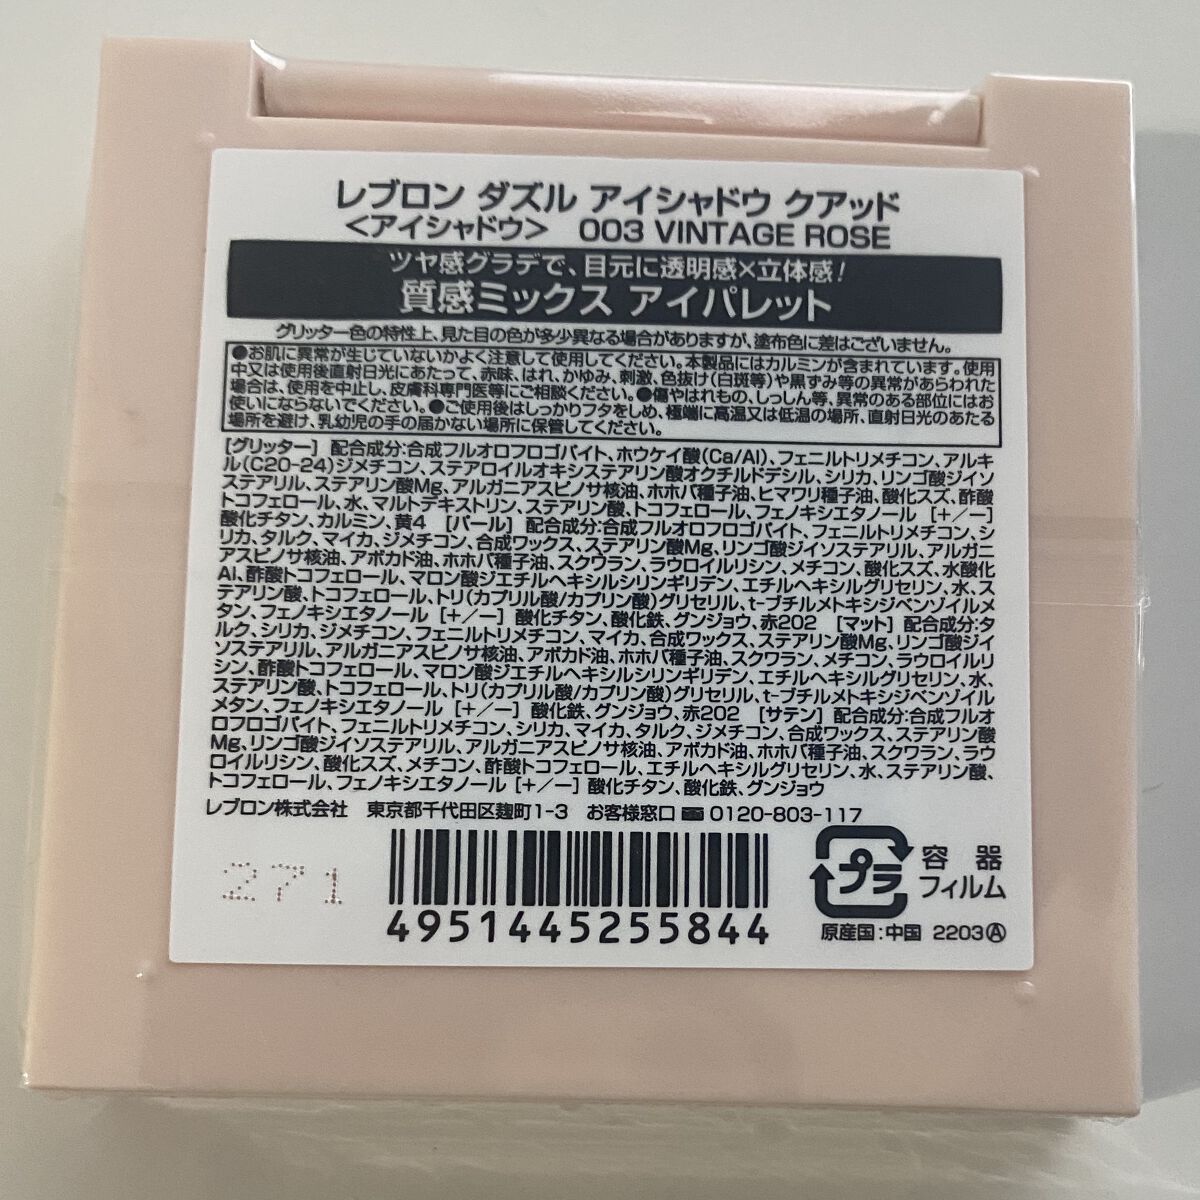 レブロン ダズル アイシャドウ クアッド
<アイシャドウ> 003 VINTAGE ROSE
ツヤ感グラデで、目元に透明感×立体感!
質感ミックス アイパレット
グリッター色の特性上、見た目の色が多少異なる場合がありますが、塗布色に差はございません。
●お肌に異常が生じていないかよく注意して使用してください。本製品にはカルミンが含まれています。使用
中又は使用後直射日光にあたって、赤味、はれ、かゆみ、刺激、色抜け(白斑等)や黒ずみ等の異常があらわれた
場合は、使用を中止し、皮膚科専門医等にご相談ください。●傷やはれもの、しっしん等、異常のある部位にはお
使いにならないでください。●ご使用後はしっかりフタをしめ、極端に高温又は低温の場所、直射日光のあたる
場所を避け、乳幼児の手の届かない場所に保管してください。
[グリッター] 配合成分:合成フルオロフロゴパイト、ホウケイ酸(Ca/Al)、フェニルトリメチコン、アルキ
ル(C20-24)ジメチコン、ステアロイルオキシステアリン酸オクチルドデシル、シリカ、リンゴ酸ジイソ
ステアリル、ステアリン酸Mg、アルガニアスピノサ核油、ホホバ種子油、ヒマワリ種子油、酸化スズ、酢酸
トコフェロール、水、マルトデキストリン、ステアリン酸、トコフェロール、フェノキシエタノール [+/−]
酸化チタン、カルミン、黄4 [パール] 配合成分:合成フルオロフロゴパイト、フェニルトリメチコン、シ
リカ、タルク、マイカ、ジメチコン、合成ワックス、ステアリン酸Mg、リンゴ酸ジイソステアリル、アルガニ
アスピノサ核油、アボカド油、ホホバ種子油、スクワラン、ラウロイルリシン、メチコン、酸化スズ、水酸化
Al、酢酸トコフェロール、マロン酸ジエチルヘキシルシリンギリデン、エチルヘキシルグリセリン、水、ス
テアリン酸、トコフェロール、トリ(カプリル酸/カプリン酸)グリセリル、t-ブチルメトキシジベンゾイルメ
タン、フェノキシエタノール [+/−] 酸化チタン、酸化鉄、グンジョウ、赤202 [マット] 配合成分:タ
ルク、シリカ、ジメチコン、フェニルトリメチコン、マイカ、合成ワックス、ステアリン酸Mg、リンゴ酸ジイ
ソステアリル、アルガニアスピノサ核油、アボカド油、ホホバ種子油、スクワラン、メチコン、ラウロイルリ
シン、酢酸トコフェロール、マロン酸ジエチルヘキシルシリンギリデン、エチルヘキシルグリセリン、水、
ステアリン酸、トコフェロール、トリ(カプリル酸/カプリン酸)グリセリル、t-ブチルメトキシジベンゾイル
メタン、フェノキシエタノール [+/−] 酸化鉄、グンジョウ、赤202 [サテン] 配合成分:合成フルオ
ロフロゴパイト、フェニルトリメチコン、シリカ、マイカ、タルク、ジメチコン、合成ワックス、ステアリン酸
Mg、リンゴ酸ジイソステアリル、アルガニアスピノサ核油、アボカド油、ホホバ種子油、スクワラン、ラウ
ロイルリシン、酸化スズ、メチコン、酢酸トコフェロール、エチルヘキシルグリセリン、水、ステアリン酸、
トコフェロール、フェノキシエタノール [+/−] 酸化チタン、酸化鉄、グンジョウ
レブロン株式会社 東京都千代田区麹町1-3 お客様窓口☎0120-803-117
271
4951445255844
プラ
容器
フィルム
原産国:中国 2203Ⓐ